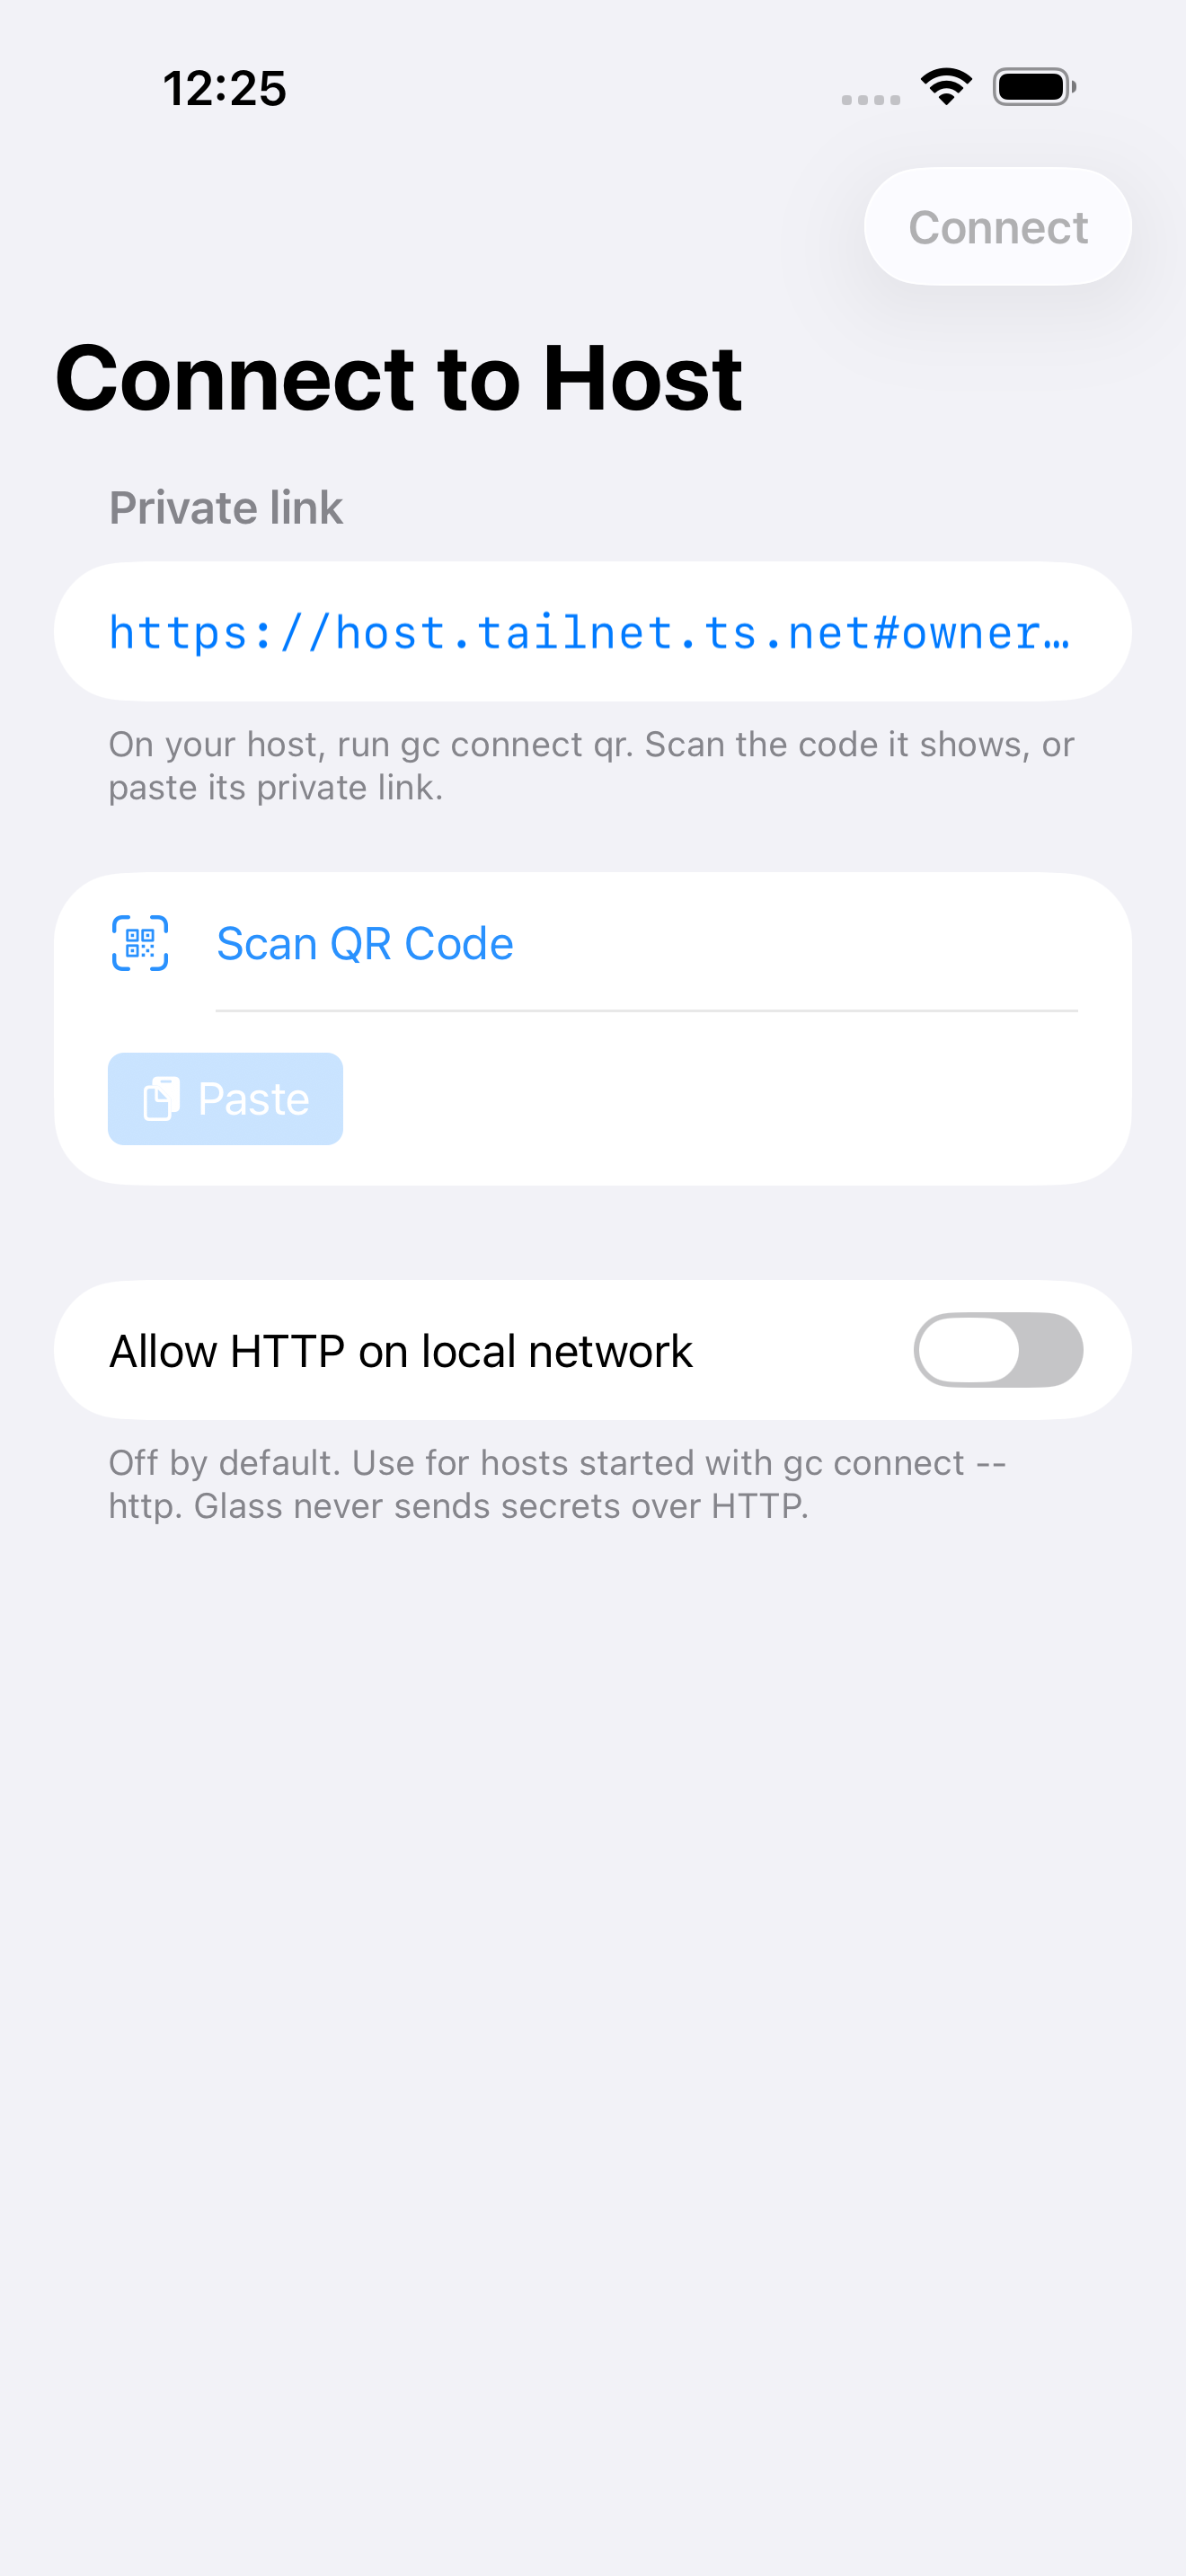 12:25
Connect
Connect to Host
Private link
https://host.tailnet.ts.net#owner…
On your host, run gc connect qr. Scan the code it shows, or
paste its private link.
Scan QR Code
Paste
Allow HTTP on local network
Off by default. Use for hosts started with gc connect --
http. Glass never sends secrets over HTTP.